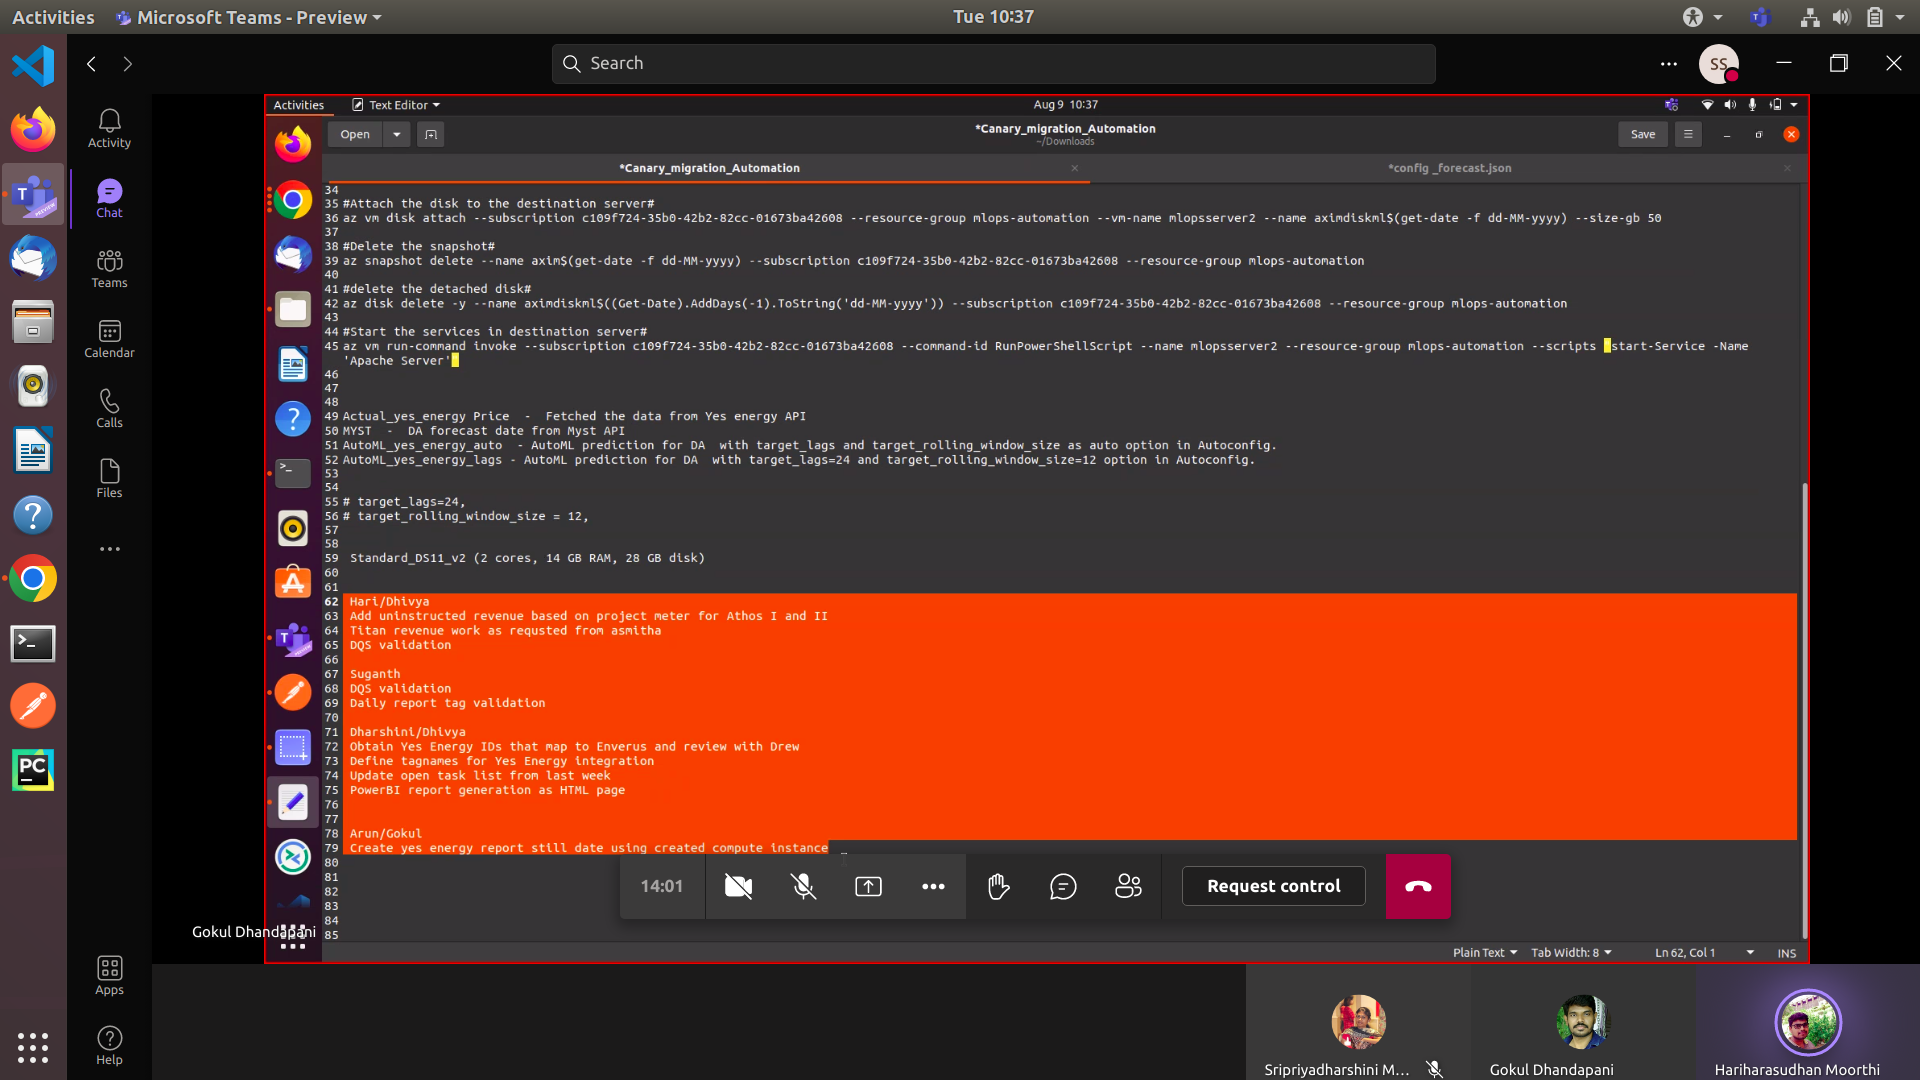 Activities
Microsoft Teams - Preview
Tue 10:37
Search
SS
Activity
Chat
Teams
Calendar
Calls
Files
Apps
Help
Activities
Text Editor
Aug 9 10:37
Open
*Canary_migration_Automation
~/Downloads
Save
*Canary_migration_Automation
*config _forecast.json
34
35 #Attach the disk to the destination server#
36 az vm disk attach --subscription c109f724-35b0-42b2-82cc-01673ba42608 --resource-group mlops-automation --vm-name mlopsserver2 --name aximdiskml$(get-date -f dd-MM-yyyy) --size-gb 50
37
38 #Delete the snapshot#
39 az snapshot delete --name axim$(get-date -f dd-MM-yyyy) --subscription c109f724-35b0-42b2-82cc-01673ba42608 --resource-group mlops-automation
40
41 #delete the detached disk#
42 az disk delete -y --name aximdiskml$((Get-Date).AddDays(-1).ToString('dd-MM-yyyy')) --subscription c109f724-35b0-42b2-82cc-01673ba42608 --resource-group mlops-automation
43
44 #Start the services in destination server#
45 az vm run-command invoke --subscription c109f724-35b0-42b2-82cc-01673ba42608 --command-id RunPowerShellScript --name mlopsserver2 --resource-group mlops-automation --scripts "start-Service -Name
'Apache Server'"
46
47
48
49 Actual_yes_energy Price  -  Fetched the data from Yes energy API
50 MYST  -  DA forecast date from Myst API
51 AutoML_yes_energy_auto  - AutoML prediction for DA  with target_lags and target_rolling_window_size as auto option in Autoconfig.
52 AutoML_yes_energy_lags - AutoML prediction for DA  with target_lags=24 and target_rolling_window_size=12 option in Autoconfig.
53
54
55 # target_lags=24,
56 # target_rolling_window_size = 12,
57
58
59 Standard_DS11_v2 (2 cores, 14 GB RAM, 28 GB disk)
60
61
62 Hari/Dhivya
63 Add uninstructed revenue based on project meter for Athos I and II
64 Titan revenue work as requsted from asmitha
65 DQS validation
66
67 Suganth
68 DQS validation
69 Daily report tag validation
70
71 Dharshini/Dhivya
72 Obtain Yes Energy IDs that map to Enverus and review with Drew
73 Define tagnames for Yes Energy integration
74 Update open task list from last week
75 PowerBI report generation as HTML page
76
77
78 Arun/Gokul
79 Create yes energy report still date using created compute instance
80
81
82
83
84
85
14:01
Request control
Gokul Dhandapani
Plain Text
Tab Width: 8
Ln 62, Col 1
INS
Sripriyadharshini M...
Gokul Dhandapani
Hariharasudhan Moorthi